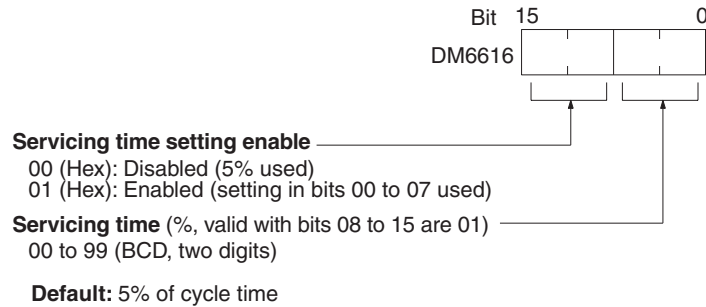 Bit 15 0
DM6616
Servicing time setting enable
00 (Hex): Disabled (5% used)
01 (Hex): Enabled (setting in bits 00 to 07 used)
Servicing time (%, valid with bits 08 to 15 are 01)
00 to 99 (BCD, two digits)
Default: 5% of cycle time